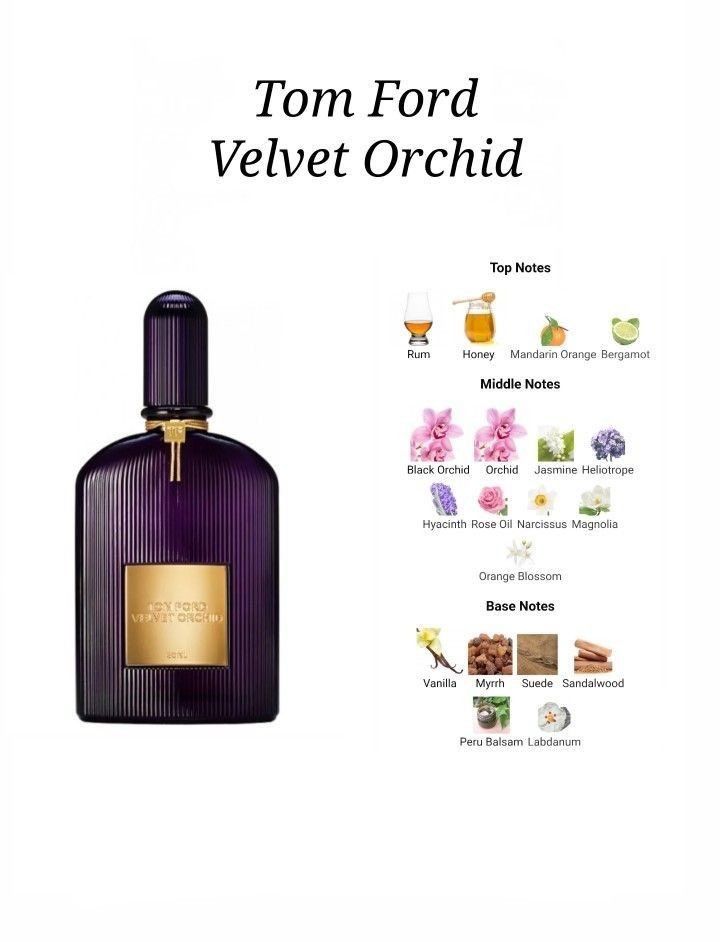 Tom Ford
Velvet Orchid
Top Notes
Rum Honey Mandarin Orange Bergamot
Middle Notes
Black Orchid Orchid Jasmine Heliotrope
Hyacinth Rose Oil Narcissus Magnolia
Orange Blossom
Base Notes
Vanilla Myrrh Suede Sandalwood
Peru Balsam Labdanum
TOM FORD
VELVET ORCHID